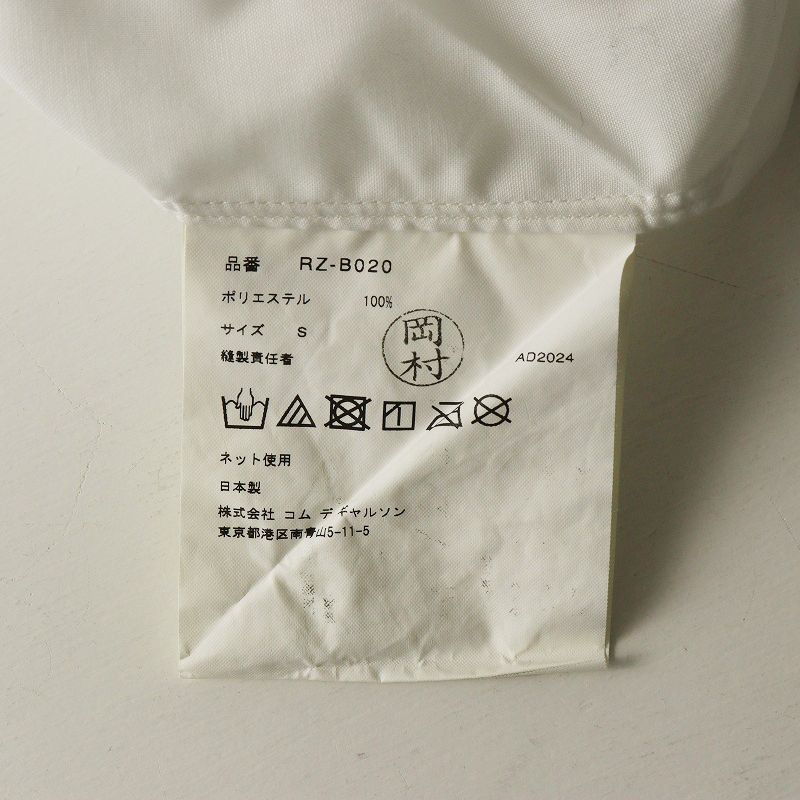 品番 RZ-B020
ポリエステル 100%
サイズ S
縫製責任者 岡村 AD2024
ネット使用
日本製
株式会社 コム デ ギャルソン
東京都港区南青山5-11-5